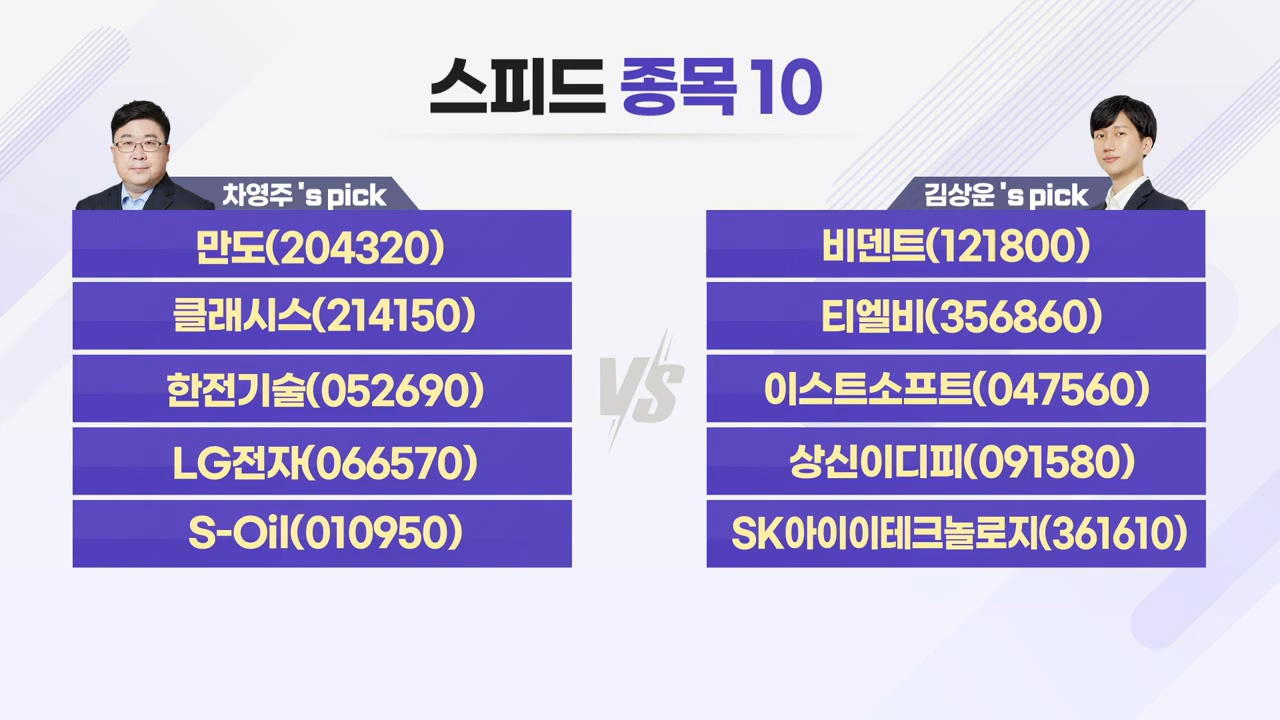 스피드 종목 10
차영주 's pick
만도(204320)
클래시스(214150)
한전기술(052690)
LG전자(066570)
S-Oil(010950)
VS
김상운 's pick
비덴트(121800)
티엘비(356860)
이스트소프트(047560)
상신이디피(091580)
SK아이이테크놀로지(361610)